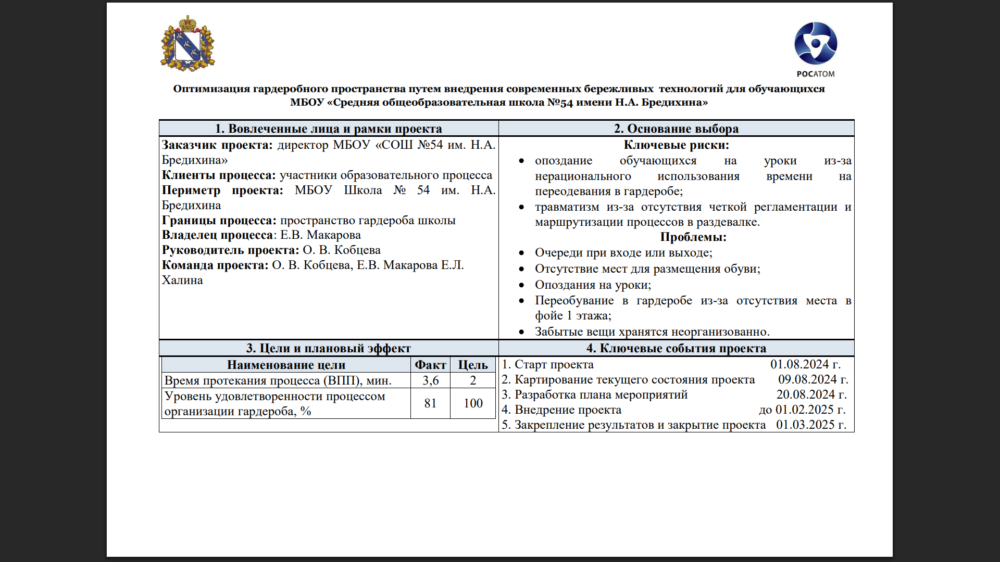 РОСАТОМ
Оптимизация гардеробного пространства путем внедрения современных бережливых технологий для обучающихся
МБОУ «Средняя общеобразовательная школа №54 имени Н.А. Бредихина»
1. Вовлеченные лица и рамки проекта
Заказчик проекта: директор МБОУ «СОШ №54 им. Н.А.
Бредихина»
Клиенты процесса: участники образовательного процесса
Периметр проекта: МБОУ Школа № 54 им. Н.А.
Бредихина
Границы процесса: пространство гардероба школы
Владелец процесса: Е.В. Макарова
Руководитель проекта: О. В. Кобцева
Команда проекта: О. В. Кобцева, Е.В. Макарова Е.Л.
Халина
2. Основание выбора
Ключевые риски:
• опоздание обучающихся на уроки из-за
нерационального использования времени на
переодевания в гардеробе;
• травматизм из-за отсутствия четкой регламентации и
маршрутизации процессов в раздевалке.
Проблемы:
• Очереди при входе или выходе;
• Отсутствие мест для размещения обуви;
• Опоздания на уроки;
• Переобувание в гардеробе из-за отсутствия места в
фойе 1 этажа;
• Забытые вещи хранятся неорганизованно.
3. Цели и плановый эффект
Наименование цели Факт Цель
Время протекания процесса (ВПП), мин. 3,6 2
Уровень удовлетворенности процессом
организации гардероба, % 81 100
4. Ключевые события проекта
1. Старт проекта 01.08.2024 г.
2. Картирование текущего состояния проекта 09.08.2024 г.
3. Разработка плана мероприятий 20.08.2024 г.
4. Внедрение проекта до 01.02.2025 г.
5. Закрепление результатов и закрытие проекта 01.03.2025 г.